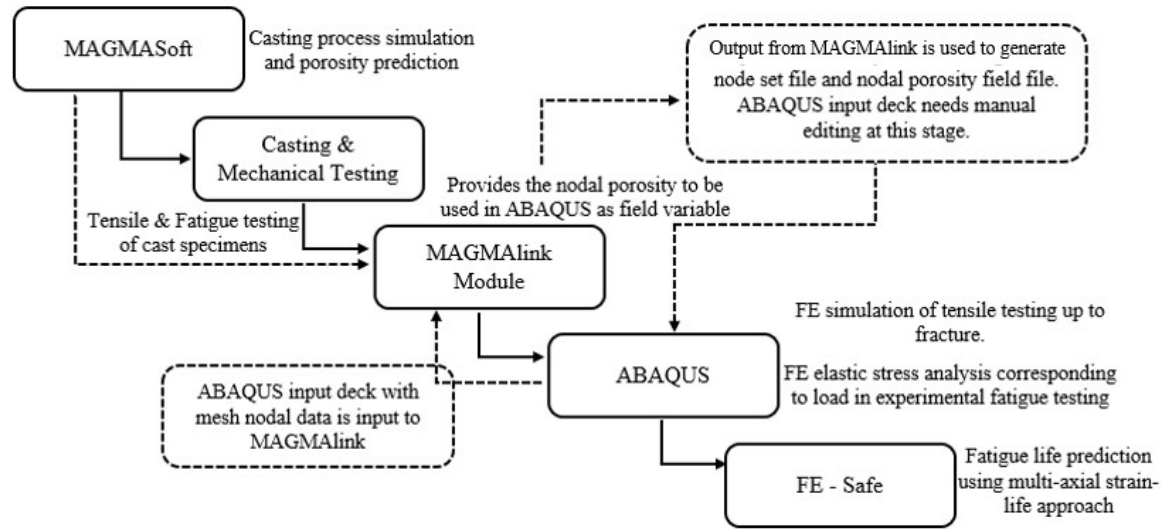 MAGMASoft
Casting process simulation
and porosity prediction
Output from MAGMAlink is used to generate
node set file and nodal porosity field file.
ABAQUS input deck needs manual
editing at this stage.
Casting &
Mechanical Testing
Provides the nodal porosity to be
used in ABAQUS as field variable
Tensile & Fatigue testing
of cast specimens
MAGMAlink
Module
FE simulation of tensile testing up to
fracture.
ABAQUS
FE elastic stress analysis corresponding
to load in experimental fatigue testing
ABAQUS input deck with
mesh nodal data is input to
MAGMAlink
FE - Safe
Fatigue life prediction
using multi-axial strain-
life approach